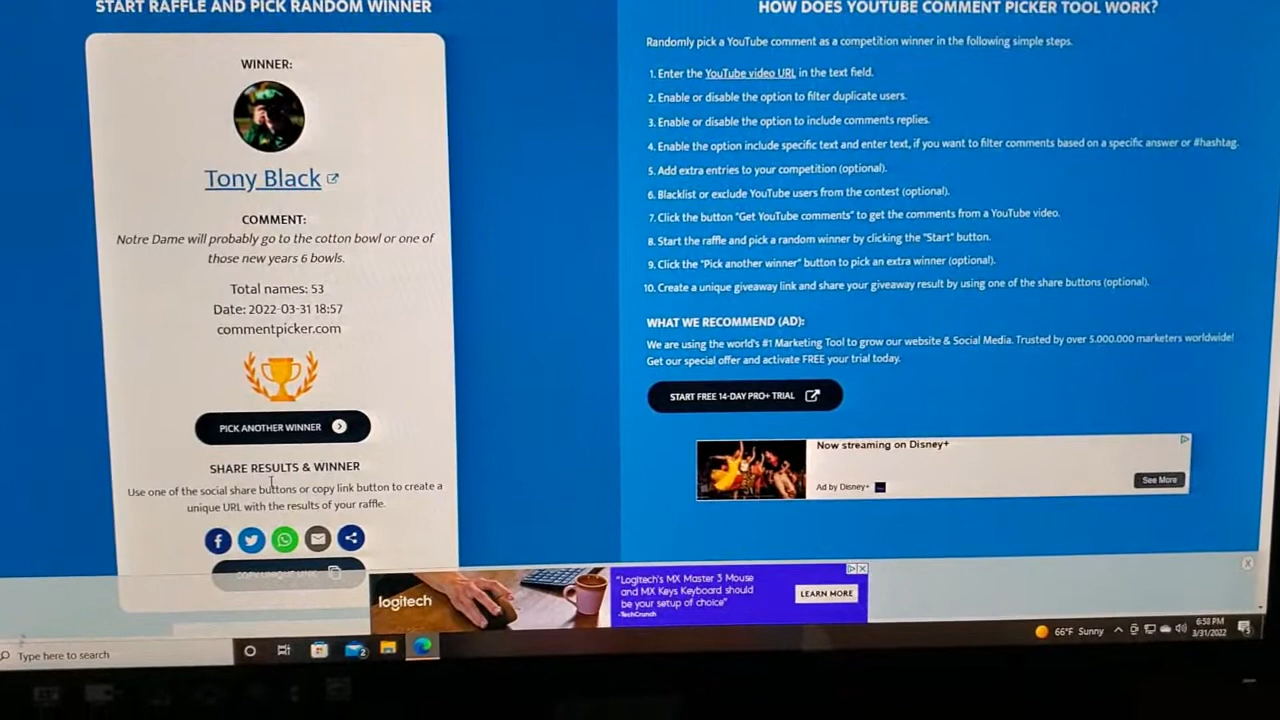 START RAFFLE AND PICK RANDOM WINNER
WINNER:
Tony Black
COMMENT:
Notre Dame will probably go to the cotton bowl or one of
those new years 6 bowls.
Total names: 53
Date: 2022-03-31 18:57
commentpicker.com
PICK ANOTHER WINNER
SHARE RESULTS & WINNER
Use one of the social share buttons or copy link button to create a
unique URL with the results of your raffle.
COPY UNIQUE LINK
HOW DOES YOUTUBE COMMENT PICKER TOOL WORK?
Randomly pick a YouTube comment as a competition winner in the following simple steps.
1. Enter the YouTube video URL in the text field.
2. Enable or disable the option to filter duplicate users.
3. Enable or disable the option to include comments replies.
4. Enable the option include specific text and enter text, if you want to filter comments based on a specific answer or #hashtag.
5. Add extra entries to your competition (optional).
6. Blacklist or exclude YouTube users from the contest (optional).
7. Click the button "Get YouTube comments" to get the comments from a YouTube video.
8. Start the raffle and pick a random winner by clicking the "Start" button.
9. Click the "Pick another winner" button to pick an extra winner (optional).
10. Create a unique giveaway link and share your giveaway result by using one of the share buttons (optional).
WHAT WE RECOMMEND (AD):
We are using the world's #1 Marketing Tool to grow our website & Social Media. Trusted by over 5.000.000 marketers worldwide!
Get our special offer and activate FREE your trial today.
START FREE 14-DAY PRO+ TRIAL
Now streaming on Disney+
Ad by Disney+
See More
logitech
"Logitech's MX Master 3 Mouse
and MX Keys Keyboard should
be your setup of choice"
-TechCrunch
LEARN MORE
Type here to search
2
66°F Sunny
6:58 PM
3/31/2022
5